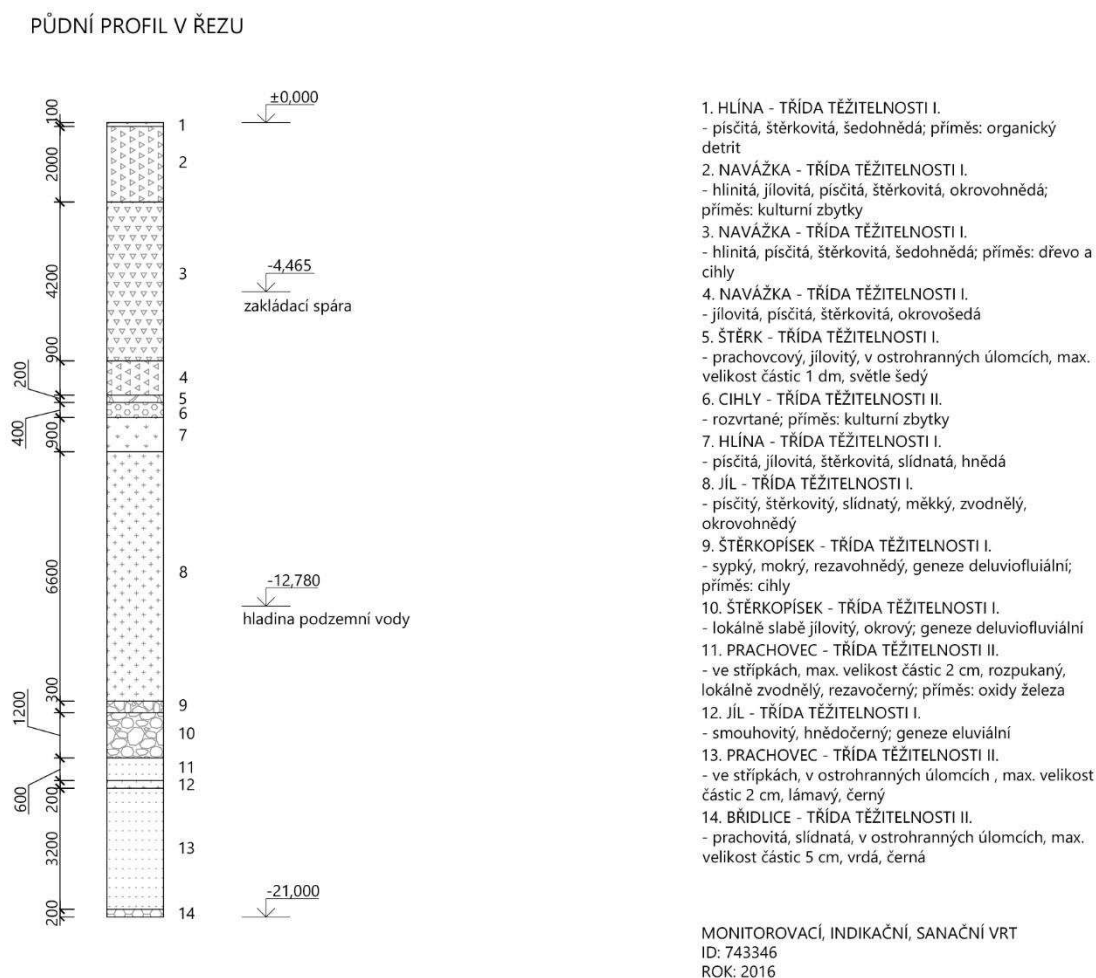 PŮDNÍ PROFIL V ŘEZU
±0,000
100
1
2000
2
4200
3
-4,465
zakládací spára
900
200
4
5
6
400
900
7
6600
8
-12,780
hladina podzemní vody
300
1200
9
10
11
600
12
200
3200
13
-21,000
200
14
1. HLÍNA - TŘÍDA TĚŽITELNOSTI I.
- písčitá, štěrkovitá, šedohnědá; příměs: organický
detrit
2. NAVÁŽKA - TŘÍDA TĚŽITELNOSTI I.
- hlinitá, jílovitá, písčitá, štěrkovitá, okrovohnědá;
příměs: kulturní zbytky
3. NAVÁŽKA - TŘÍDA TĚŽITELNOSTI I.
- hlinitá, písčitá, štěrkovitá, šedohnědá; příměs: dřevo a
cihly
4. NAVÁŽKA - TŘÍDA TĚŽITELNOSTI I.
- jílovitá, písčitá, štěrkovitá, okrovošedá
5. ŠTĚRK - TŘÍDA TĚŽITELNOSTI I.
- prachovcový, jílovitý, v ostrohranných úlomcích, max.
velikost částic 1 dm, světle šedý
6. CIHLY - TŘÍDA TĚŽITELNOSTI II.
- rozvrtané; příměs: kulturní zbytky
7. HLÍNA - TŘÍDA TĚŽITELNOSTI I.
- písčitá, jílovitá, štěrkovitá, slídnatá, hnědá
8. JÍL - TŘÍDA TĚŽITELNOSTI I.
- písčitý, štěrkovitý, slídnatý, měkký, zvodnělý,
okrovohnědý
9. ŠTĚRKOPÍSEK - TŘÍDA TĚŽITELNOSTI I.
- sypký, mokrý, rezavohnědý, geneze deluviofluiální;
příměs: cihly
10. ŠTĚRKOPÍSEK - TŘÍDA TĚŽITELNOSTI I.
- lokálně slabě jílovitý, okrový; geneze deluviofluviální
11. PRACHOVEC - TŘÍDA TĚŽITELNOSTI II.
- ve střípkách, max. velikost částic 2 cm, rozpukaný,
lokálně zvodnělý, rezavočerný; příměs: oxidy železa
12. JÍL - TŘÍDA TĚŽITELNOSTI I.
- smouhovitý, hnědočerný; geneze eluviální
13. PRACHOVEC - TŘÍDA TĚŽITELNOSTI II.
- ve střípkách, v ostrohranných úlomcích , max. velikost
částic 2 cm, lámavý, černý
14. BŘIDLICE - TŘÍDA TĚŽITELNOSTI II.
- prachovitá, slídnatá, v ostrohranných úlomcích, max.
velikost částic 5 cm, vrdá, černá
MONITOROVACÍ, INDIKAČNÍ, SANAČNÍ VRT
ID: 743346
ROK: 2016